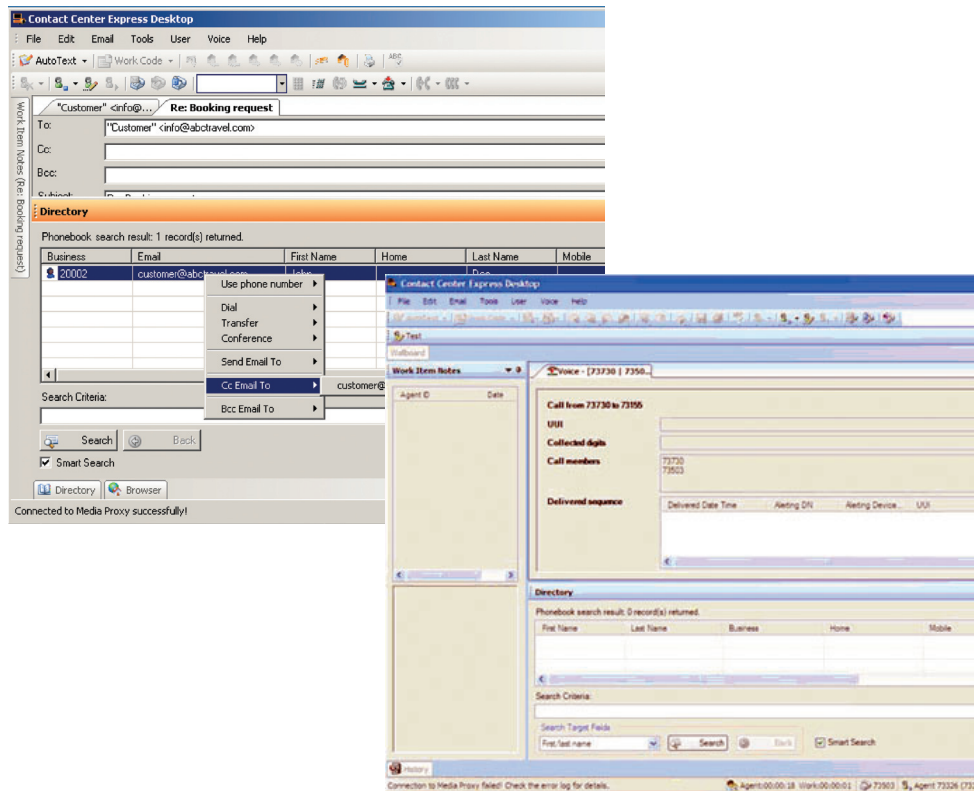 Contact Center Express Desktop
File Edit Email Tools User Voice Help
AutoText Work Code ABC
"Customer" <info@... Re: Booking request
Work Item Notes (Re: Booking request)
To: "Customer" <info@abctravel.com>
Cc:
Bcc:
Subject:
Directory
Phonebook search result: 1 record(s) returned.
Business Email First Name Home Last Name Mobile
20002 customer@abctravel.com John Doe
Use phone number
Dial
Transfer
Conference
Send Email To
Cc Email To customer@
Bcc Email To
Search Criteria:
Search Back
Smart Search
Directory Browser
Connected to Media Proxy successfully!
Contact Center Express Desktop
File Edit Email Tools User Voice Help
AutoText Work Code
Test
Wallboard
Work Item Notes
Agent ID Date
Voice - [73730 | 7350...
Call from 73730 to 73155
UUI
Collected digits
Call members 73730
73503
Delivered sequence
Delivered Date Time Alerting DN Alerting Device... UUI
Directory
Phonebook search result: 0 record(s) returned.
First Name Last Name Business Home Mobile
Search Criteria:
Search Target Fields
First/last name Search Back Smart Search
History
Connection to Media Proxy failed! Check the error log for details. Agent:00:00:18 Work:00:00:01 73503 Agent 73326